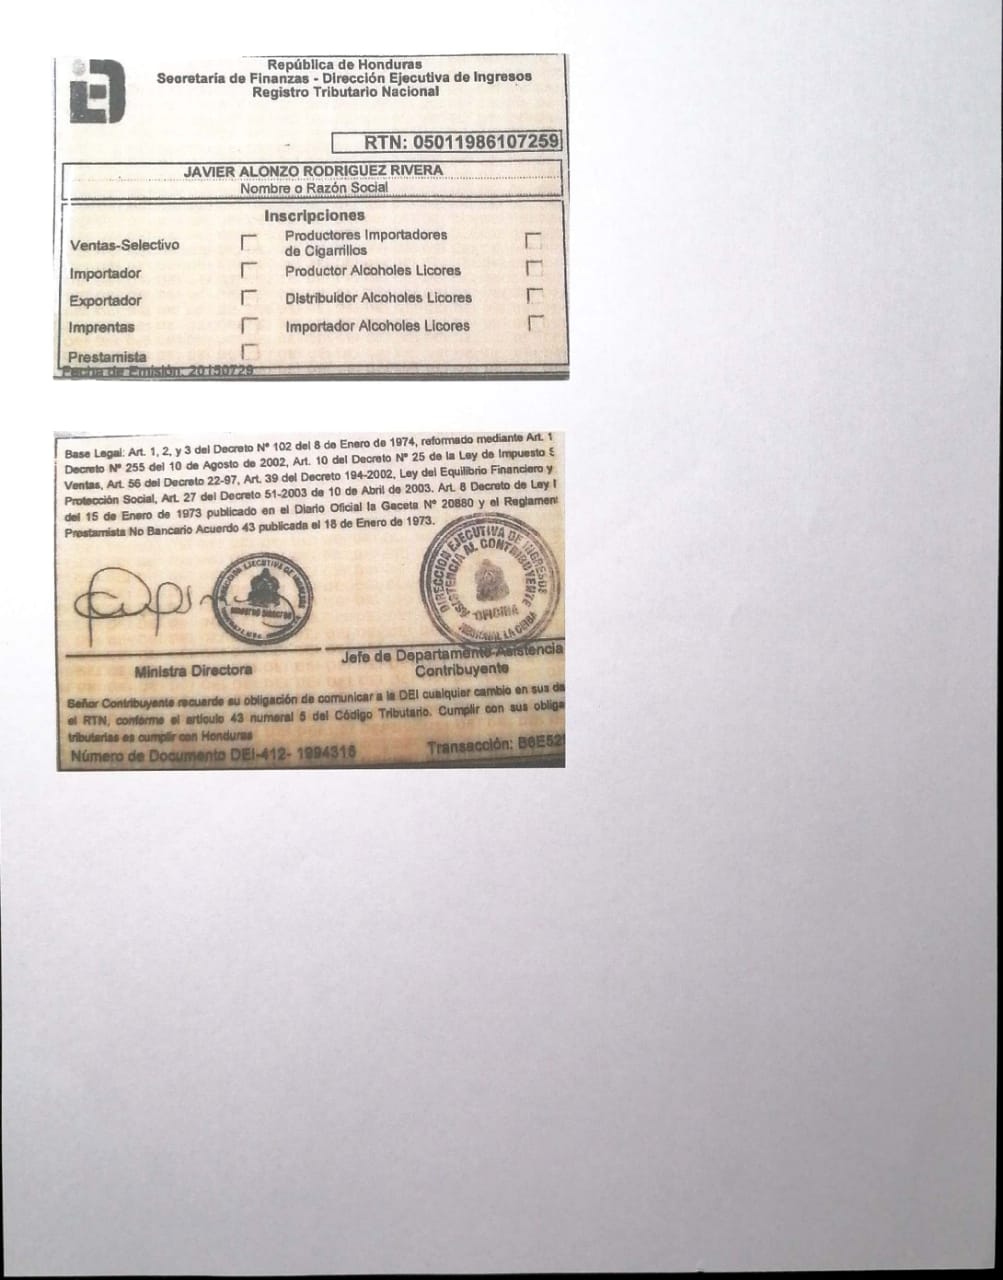 República de Honduras
Secretaría de Finanzas - Dirección Ejecutiva de Ingresos
Registro Tributario Nacional
RTN: 05011986107259
JAVIER ALONZO RODRIGUEZ RIVERA
Nombre o Razón Social
Inscripciones
Ventas-Selectivo
Productores Importadores
de Cigarrillos
Importador
Productor Alcoholes Licores
Exportador
Distribuidor Alcoholes Licores
Imprentas
Importador Alcoholes Licores
Prestamista
Fecha de Emisión, 20150729
Base Legal: Art. 1, 2, y 3 del Decreto Nº 102 del 8 de Enero de 1974, reformado mediante Art. 1
Decreto Nº 255 del 10 de Agosto de 2002, Art. 10 del Decreto Nº 25 de la Ley de Impuesto S
Ventas, Art. 56 del Decreto 22-97, Art. 39 del Decreto 194-2002, Ley del Equilibrio Financiero y
Protección Social, Art. 27 del Decreto 51-2003 de 10 de Abril de 2003. Art. 8 Decreto de Ley
del 15 de Enero de 1973 publicado en el Diario Oficial la Gaceta Nº 20880 y el Reglament
Prestamista No Bancario Acuerdo 43 publicada el 18 de Enero de 1973.
DIRECCION EJECUTIVA DE INGRESOS
DIRECCION EJECUTIVA DE INGRESOS
ASISTENCIA AL CONTRIBUYENTE
OFICINA
LA CEIBA
Ministra Directora
Jefe de Departamento Asistencia
Contribuyente
Señor Contribuyente recuerde su obligación de comunicar a la DEI cualquier cambio en sus da
el RTN, conforme el artículo 43 numeral 5 del Código Tributario. Cumplir con sus obliga
tributarias es cumplir con Honduras
Número de Documento DEI-412- 1994316
Transacción: B6E52